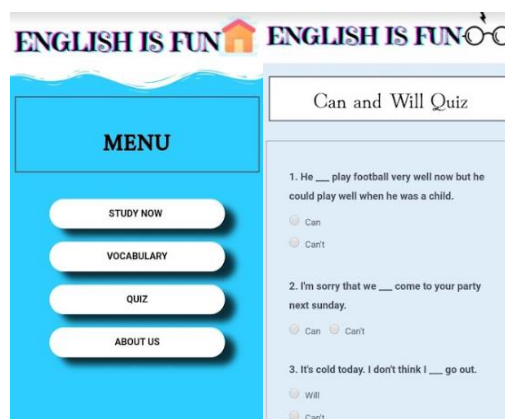 ENGLISH IS FUN
MENU
STUDY NOW
VOCABULARY
QUIZ
ABOUT US
ENGLISH IS FUN
Can and Will Quiz
1. He __ play football very well now but he
could play well when he was a child.
Can
Can't
2. I'm sorry that we __ come to your party
next sunday.
Can Can't
3. It's cold today. I don't think I __ go out.
Will
Can't